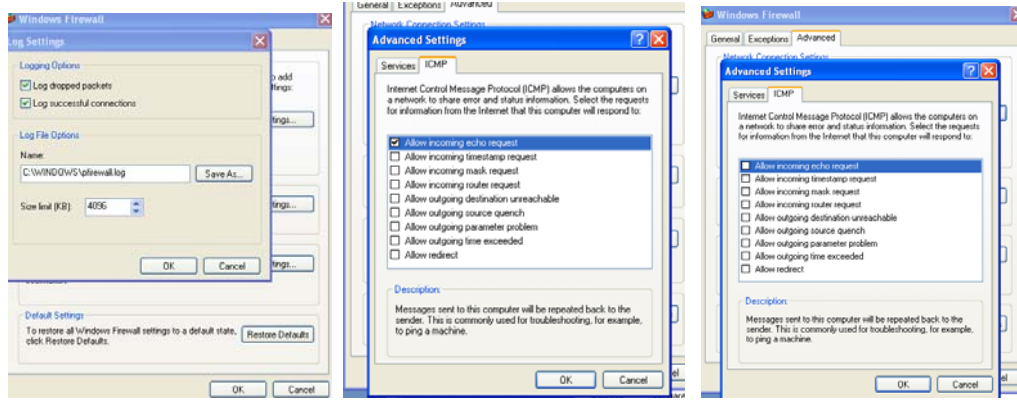 Windows Firewall
Log Settings
Logging Options
Log dropped packets
Log successful connections
Log File Options
Name:
C:\WINDOWS\pfirewall.log
Save As...
Size limit (KB):
4096
OK
Cancel
add
Default Settings
To restore all Windows Firewall settings to a default state,
click Restore Defaults.
Restore Defaults
OK
Cancel
General
Exceptions
Advanced
Network Connection Settings
Advanced Settings
Services
ICMP
Internet Control Message Protocol (ICMP) allows the computers on
a network to share error and status information. Select the requests
for information from the Internet that this computer will respond to:
Allow incoming echo request
Allow incoming timestamp request
Allow incoming mask request
Allow incoming router request
Allow outgoing destination unreachable
Allow outgoing source quench
Allow outgoing parameter problem
Allow outgoing time exceeded
Allow redirect
Description:
Messages sent to this computer will be repeated back to the
sender. This is commonly used for troubleshooting, for example,
to ping a machine.
OK
Cancel
Windows Firewall
General
Exceptions
Advanced
Network Connection Settings
Advanced Settings
Services
ICMP
Internet Control Message Protocol (ICMP) allows the computers on
a network to share error and status information. Select the requests
for information from the Internet that this computer will respond to:
Allow incoming echo request
Allow incoming timestamp request
Allow incoming mask request
Allow incoming router request
Allow outgoing destination unreachable
Allow outgoing source quench
Allow outgoing parameter problem
Allow outgoing time exceeded
Allow redirect
Description:
Messages sent to this computer will be repeated back to the
sender. This is commonly used for troubleshooting, for example,
to ping a machine.
OK
Cancel